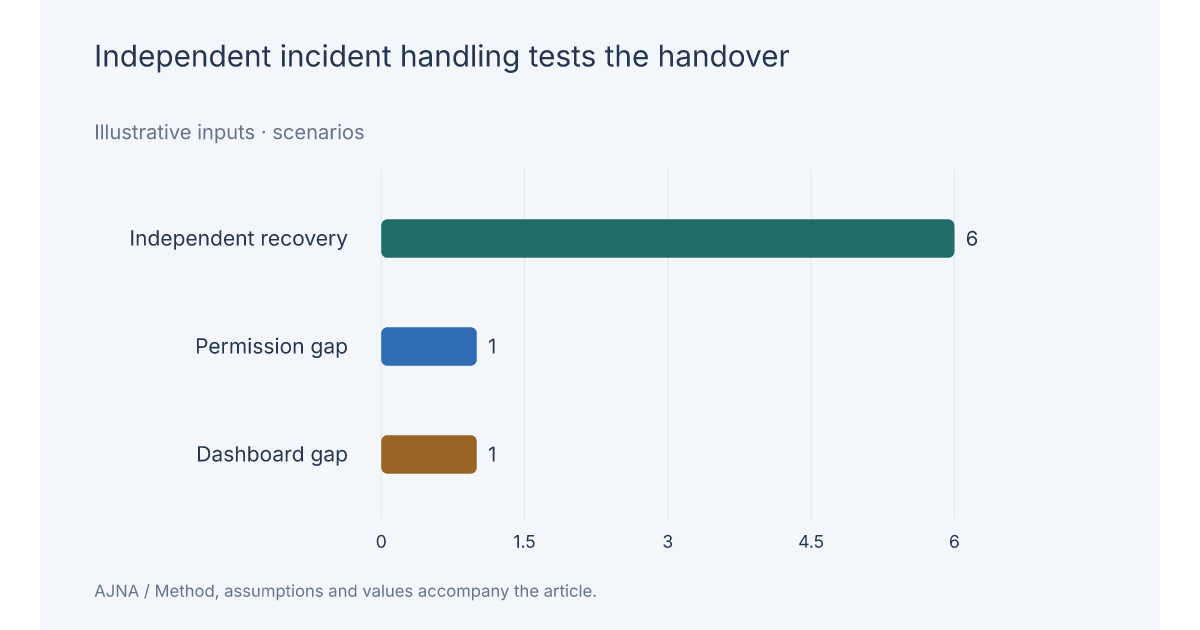 Independent incident handling tests the handover
Illustrative inputs · scenarios
Independent recovery 6
Permission gap 1
Dashboard gap 1
0 1.5 3 4.5 6
AJNA / Method, assumptions and values accompany the article.